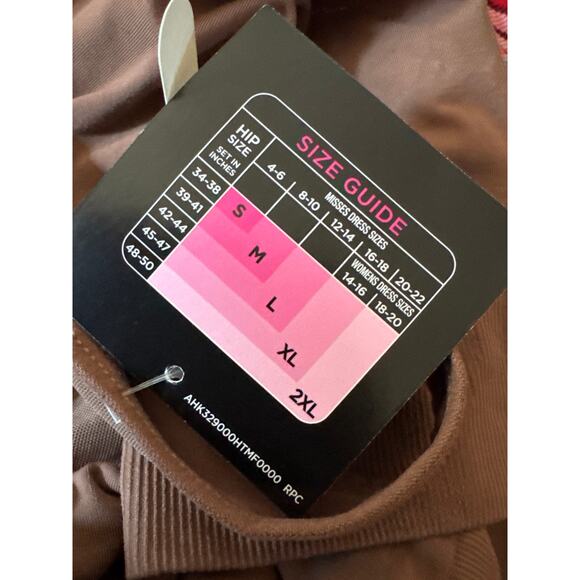 SIZE GUIDE
HIP SIZE
SET IN INCHES
MISSES DRESS SIZES
4-6 8-10 12-14 16-18 20-22
WOMENS DRESS SIZES
14-16 18-20
34-38 S
39-41 M
42-44 L
45-47 XL
48-50 2XL
AHK329000HTMF0000 RPC